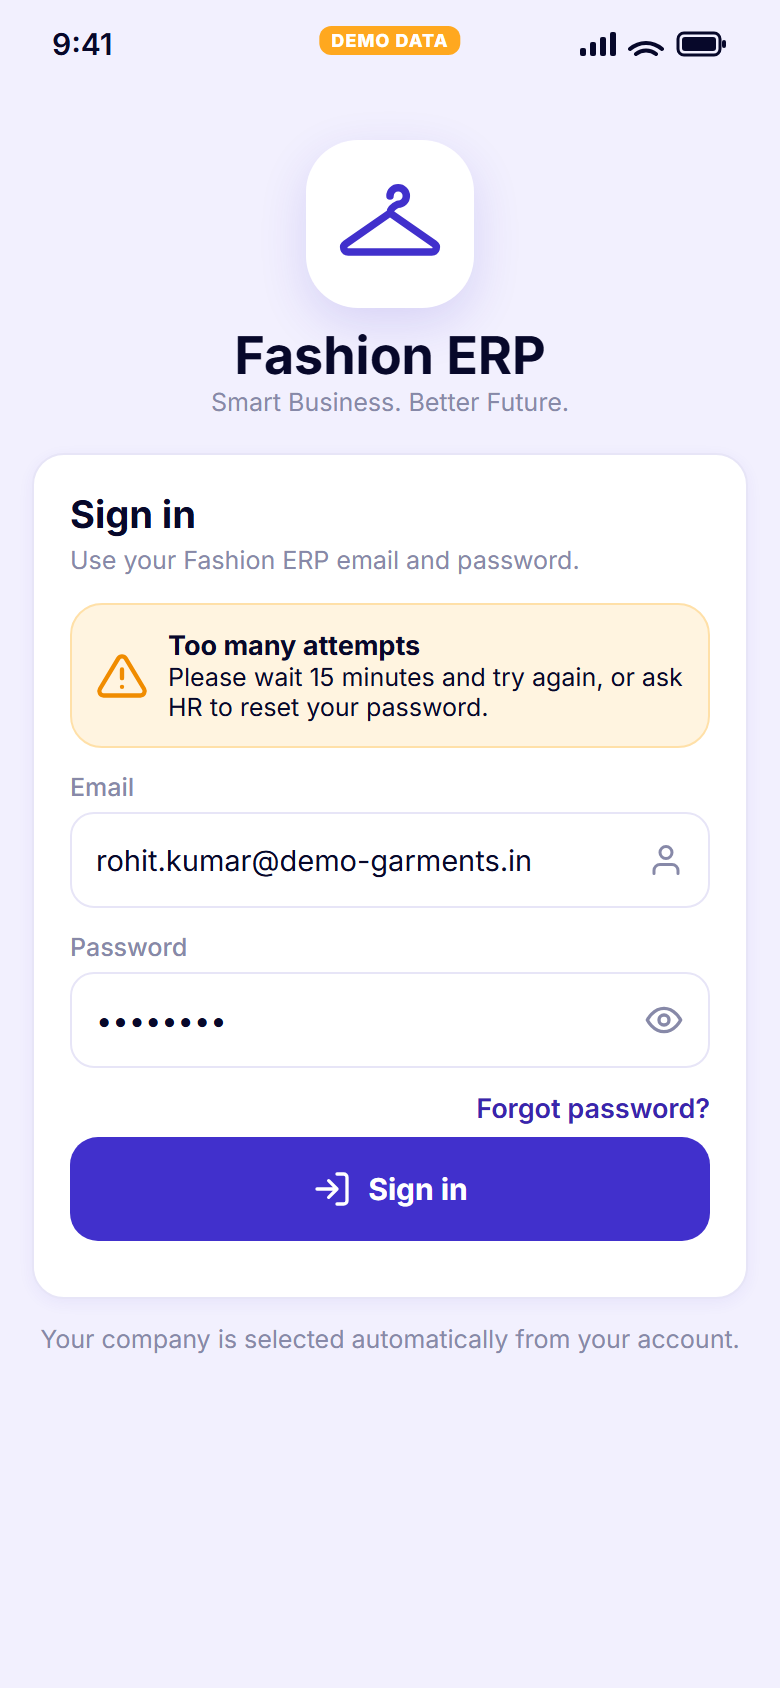 9:41
DEMO DATA
Fashion ERP
Smart Business. Better Future.
Sign in
Use your Fashion ERP email and password.
Too many attempts
Please wait 15 minutes and try again, or ask
HR to reset your password.
Email
rohit.kumar@demo-garments.in
Password
••••••••
Forgot password?
Sign in
Your company is selected automatically from your account.